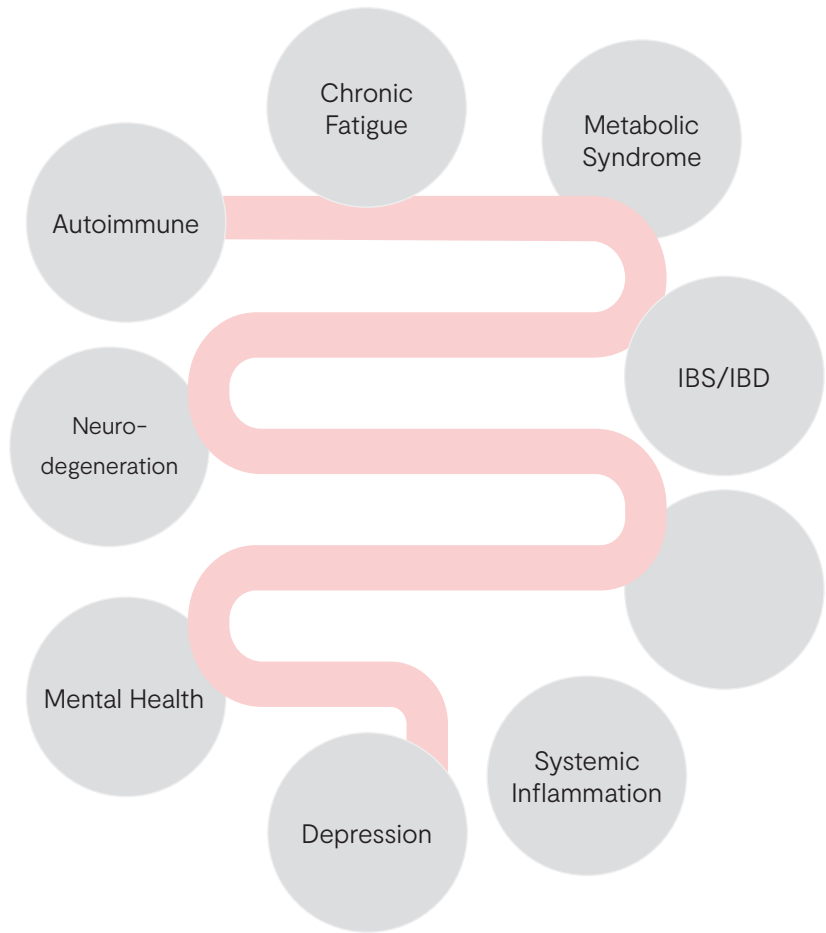 Chronic
Fatigue
Metabolic
Syndrome
Autoimmune
IBS/IBD
Neuro-
degeneration
Mental Health
Systemic
Inflammation
Depression